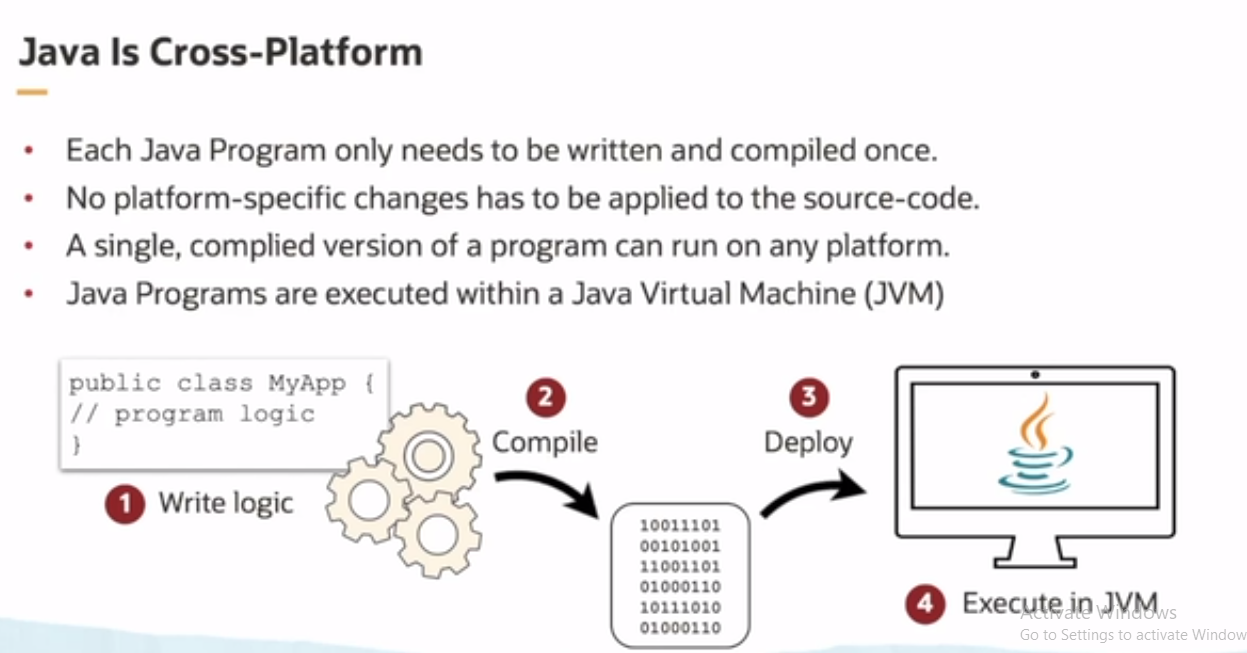 Java Is Cross-Platform
• Each Java Program only needs to be written and compiled once.
• No platform-specific changes has to be applied to the source-code.
• A single, complied version of a program can run on any platform.
• Java Programs are executed within a Java Virtual Machine (JVM)
public class MyApp {
// program logic
}
1 Write logic
2
Compile
10011101
00101001
11001101
01000110
10111010
01000110
3
Deploy
4 Execute in JVM
Activate Windows
Go to Settings to activate Window